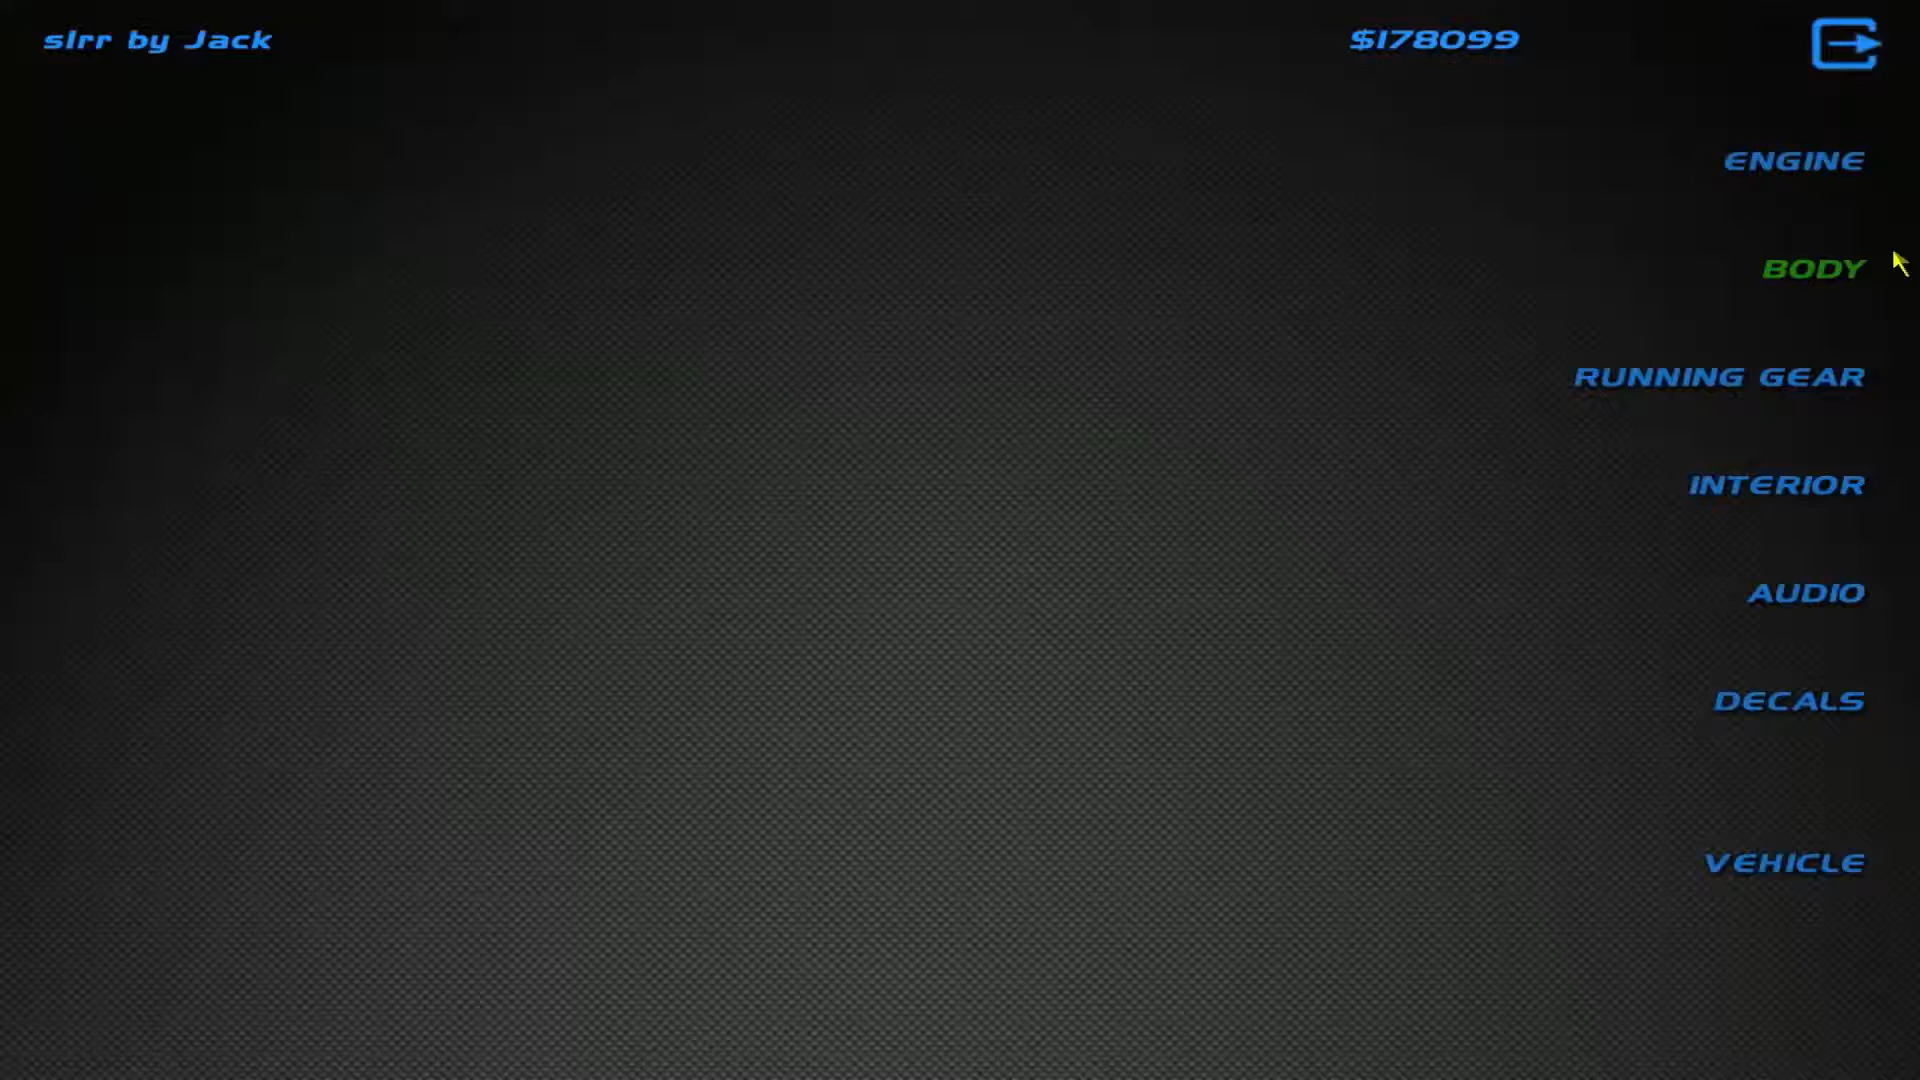 slrr by Jack
$178099
ENGINE
BODY
RUNNING GEAR
INTERIOR
AUDIO
DECALS
VEHICLE